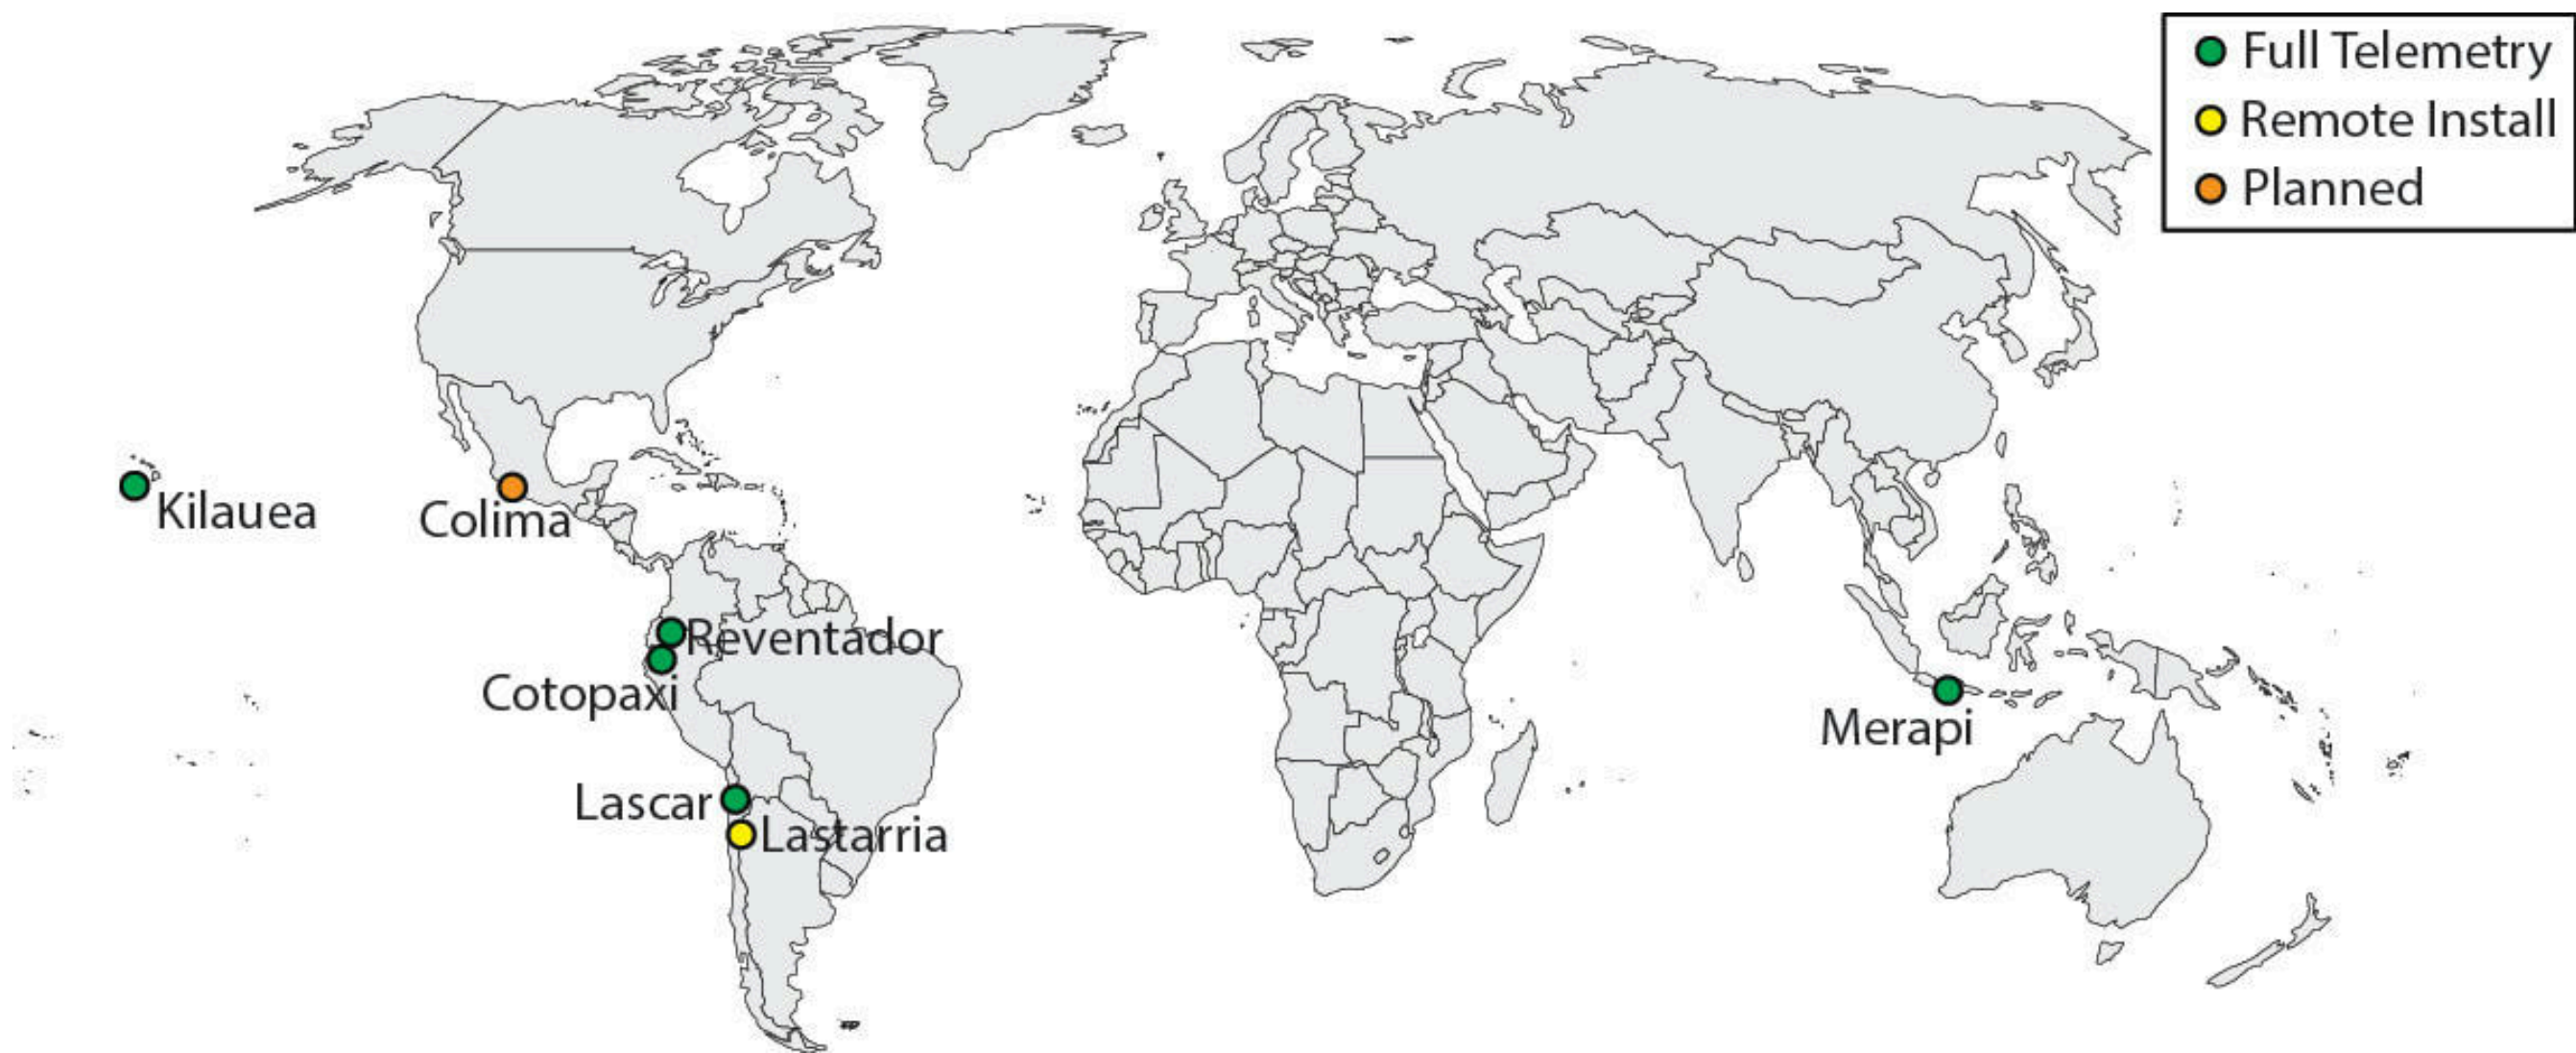 Full Telemetry
Remote Install
Planned
Kilauea
Colima
Reventador
Cotopaxi
Merapi
Lascar
Lastarria